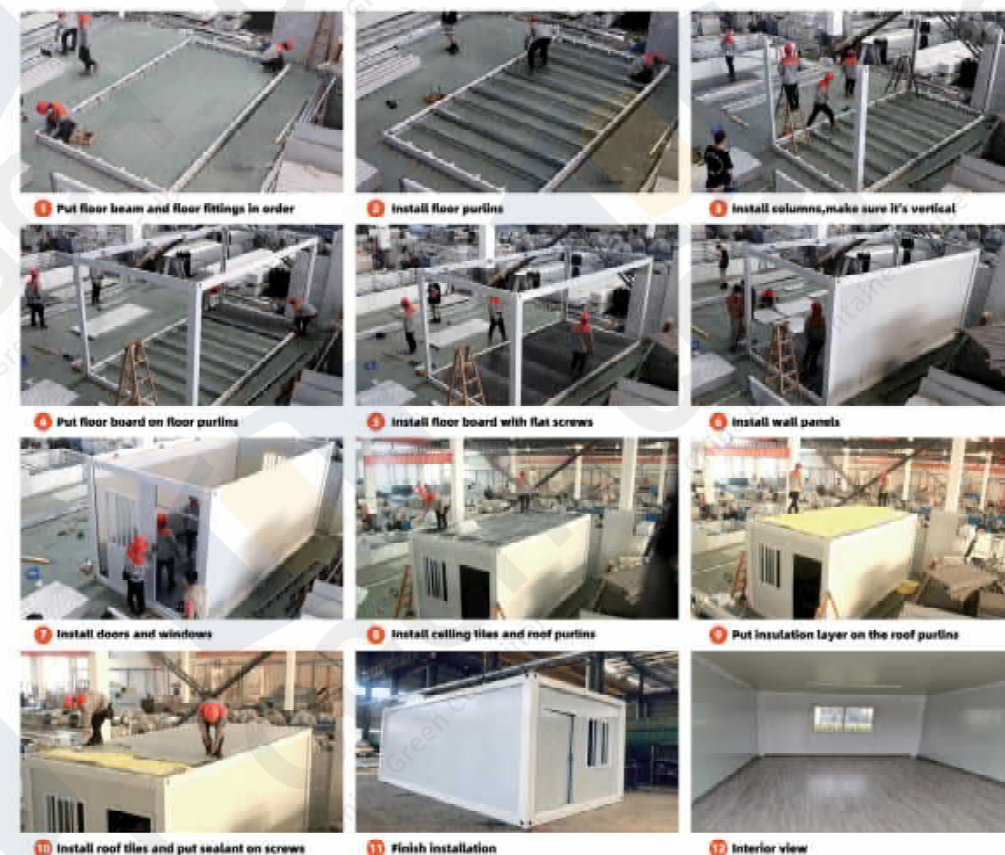 1 Put floor beam and floor fittings in order
2 Install floor purlins
3 Install columns,make sure it's vertical
4 Put floor board on floor purlins
5 Install floor board with flat screws
6 Install wall panels
7 Install doors and windows
8 Install ceiling tiles and roof purlins
9 Put insulation layer on the roof purlins
10 Install roof tiles and put sealant on screws
11 Finish installation
12 Interior view